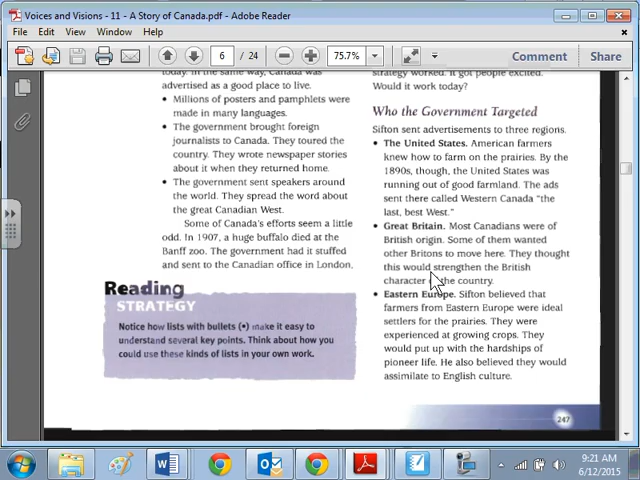 Voices and Visions - 11 - A Story of Canada.pdf - Adobe Reader
File Edit View Window Help
6 / 24 75.7% Comment Share
today. In the same way, Canada was
advertised as a good place to live.
• Millions of posters and pamphlets were
made in many languages.
• The government brought foreign
journalists to Canada. They toured the
country. They wrote newspaper stories
about it when they returned home.
• The government sent speakers around
the world. They spread the word about
the great Canadian West.
Some of Canada's efforts seem a little
odd. In 1907, a huge buffalo died at the
Banff zoo. The government had it stuffed
and sent to the Canadian office in London,
Reading
STRATEGY
Notice how lists with bullets (•) make it easy to
understand several key points. Think about how you
could use these kinds of lists in your own work.
strategy worked. It got people excited.
Would it work today?
Who the Government Targeted
Sifton sent advertisements to three regions.
• The United States. American farmers
knew how to farm on the prairies. By the
1890s, though, the United States was
running out of good farmland. The ads
sent there called Western Canada "the
last, best West."
• Great Britain. Most Canadians were of
British origin. Some of them wanted
other Britons to move here. They thought
this would strengthen the British
character of the country.
• Eastern Europe. Sifton believed that
farmers from Eastern Europe were ideal
settlers for the prairies. They were
experienced at growing crops. They
would put up with the hardships of
pioneer life. He also believed they would
assimilate to English culture.
247
9:21 AM
6/12/2015